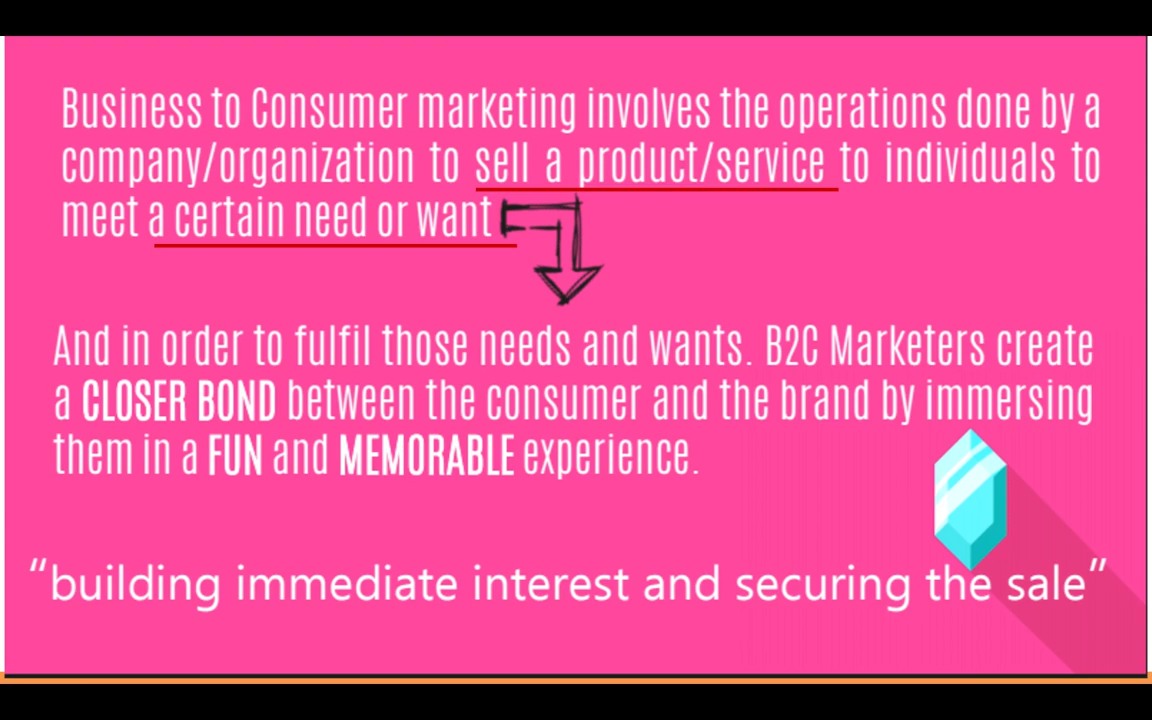 Business to Consumer marketing involves the operations done by a
company/organization to sell a product/service to individuals to
meet a certain need or want
And in order to fulfil those needs and wants. B2C Marketers create
a CLOSER BOND between the consumer and the brand by immersing
them in a FUN and MEMORABLE experience.
“building immediate interest and securing the sale”